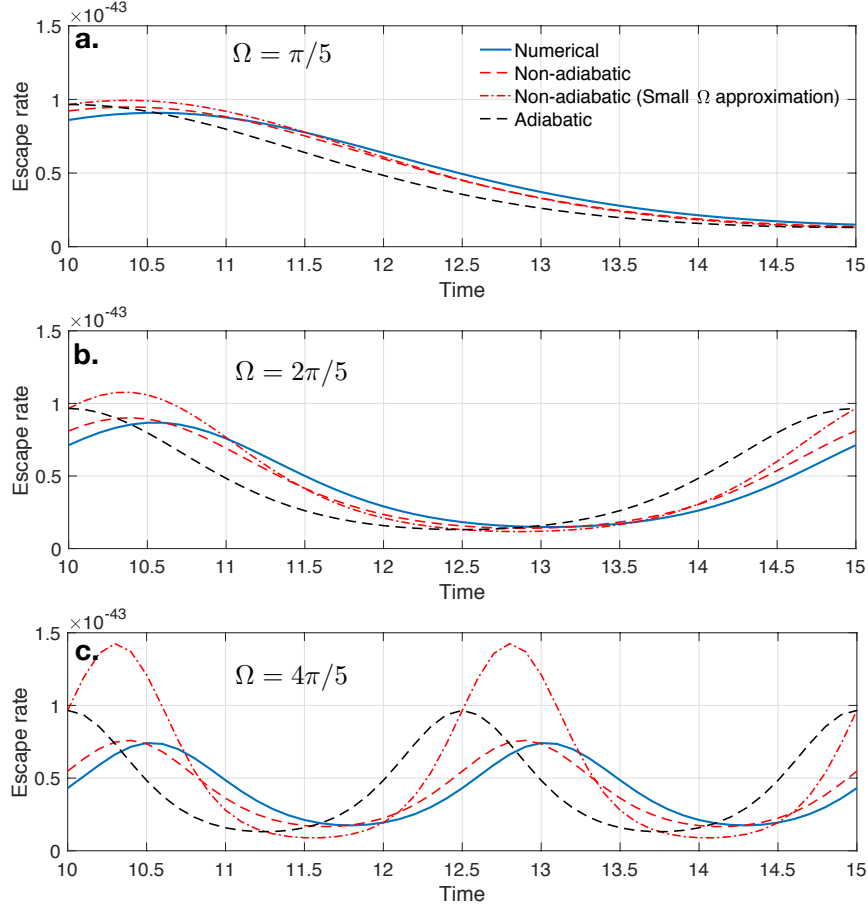 ×10⁻⁴³
a.
Ω = π/5
Numerical
Non-adiabatic
Non-adiabatic (Small Ω approximation)
Adiabatic
Escape rate
1.5
1
0.5
0
10 10.5 11 11.5 12 12.5 13 13.5 14 14.5 15
Time
×10⁻⁴³
b.
Ω = 2π/5
Escape rate
1.5
1
0.5
0
10 10.5 11 11.5 12 12.5 13 13.5 14 14.5 15
Time
×10⁻⁴³
c.
Ω = 4π/5
Escape rate
1.5
1
0.5
0
10 10.5 11 11.5 12 12.5 13 13.5 14 14.5 15
Time